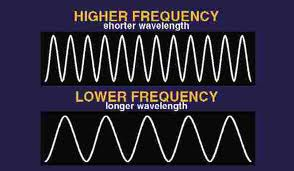 HIGHER FREQUENCY
shorter wavelength
LOWER FREQUENCY
longer wavelength